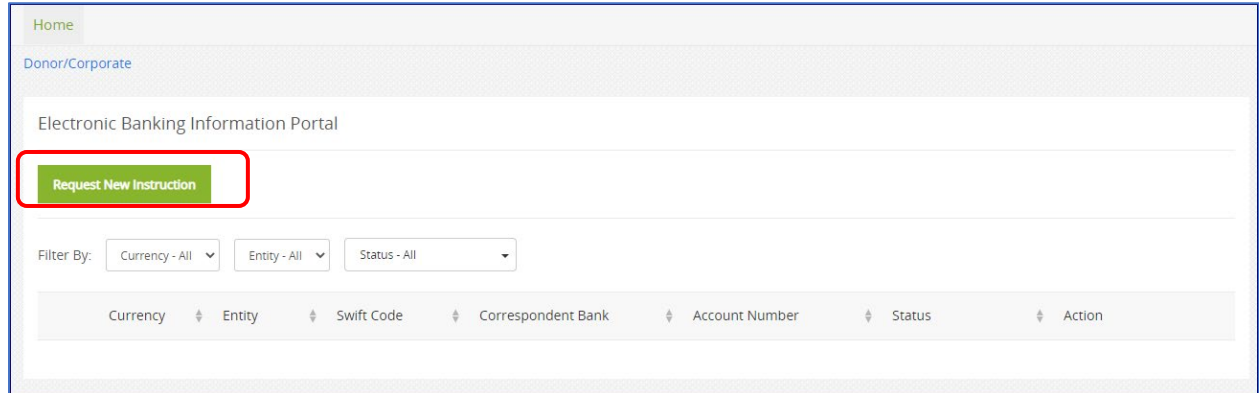 Home
Donor/Corporate
Electronic Banking Information Portal
Request New Instruction
Filter By: Currency - All Entity - All Status - All
Currency Entity Swift Code Correspondent Bank Account Number Status Action